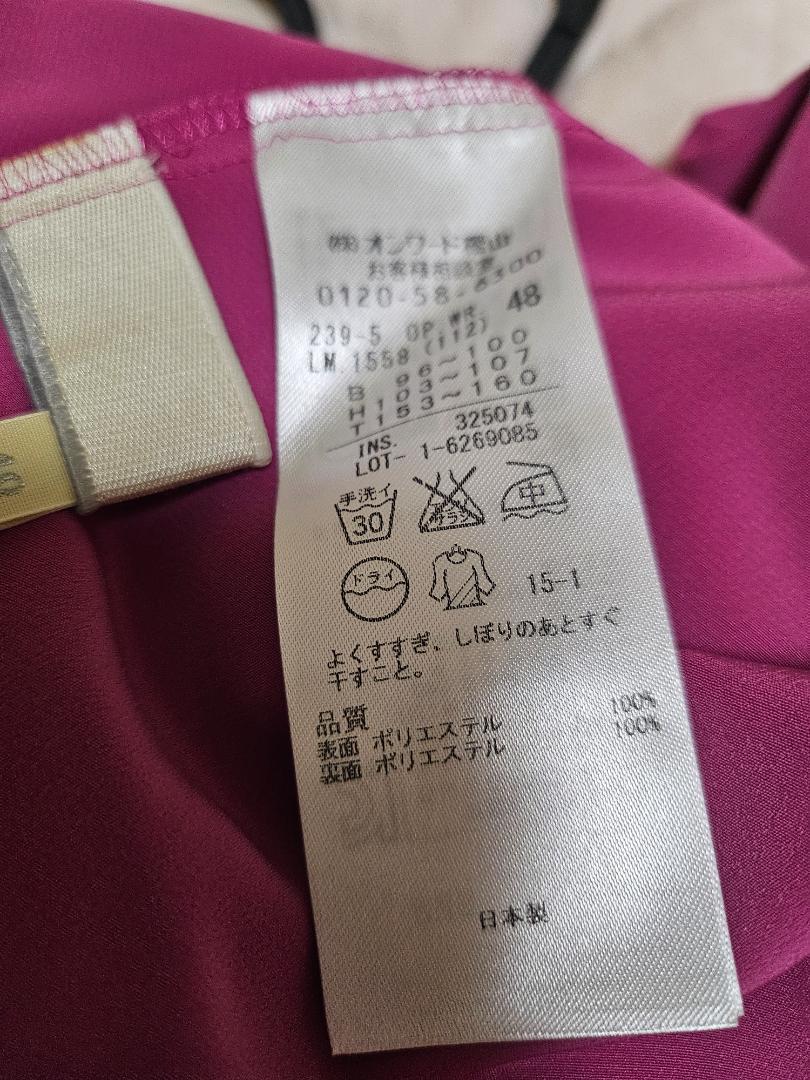 ㈱オンワード樫山
お客様相談室
0120-58-6300
48
239-5 OP.
LM.1558 (112)
B 96～100
H 103～107
T 153～160
INS. 325074
LOT- 1-6269085
手洗イ
30
サラシ
中
ドライ
15-1
よくすすぎ、しぼりのあとすぐ
干すこと。
品質
表面 ポリエステル 100%
裏面 ポリエステル 100%
日本製